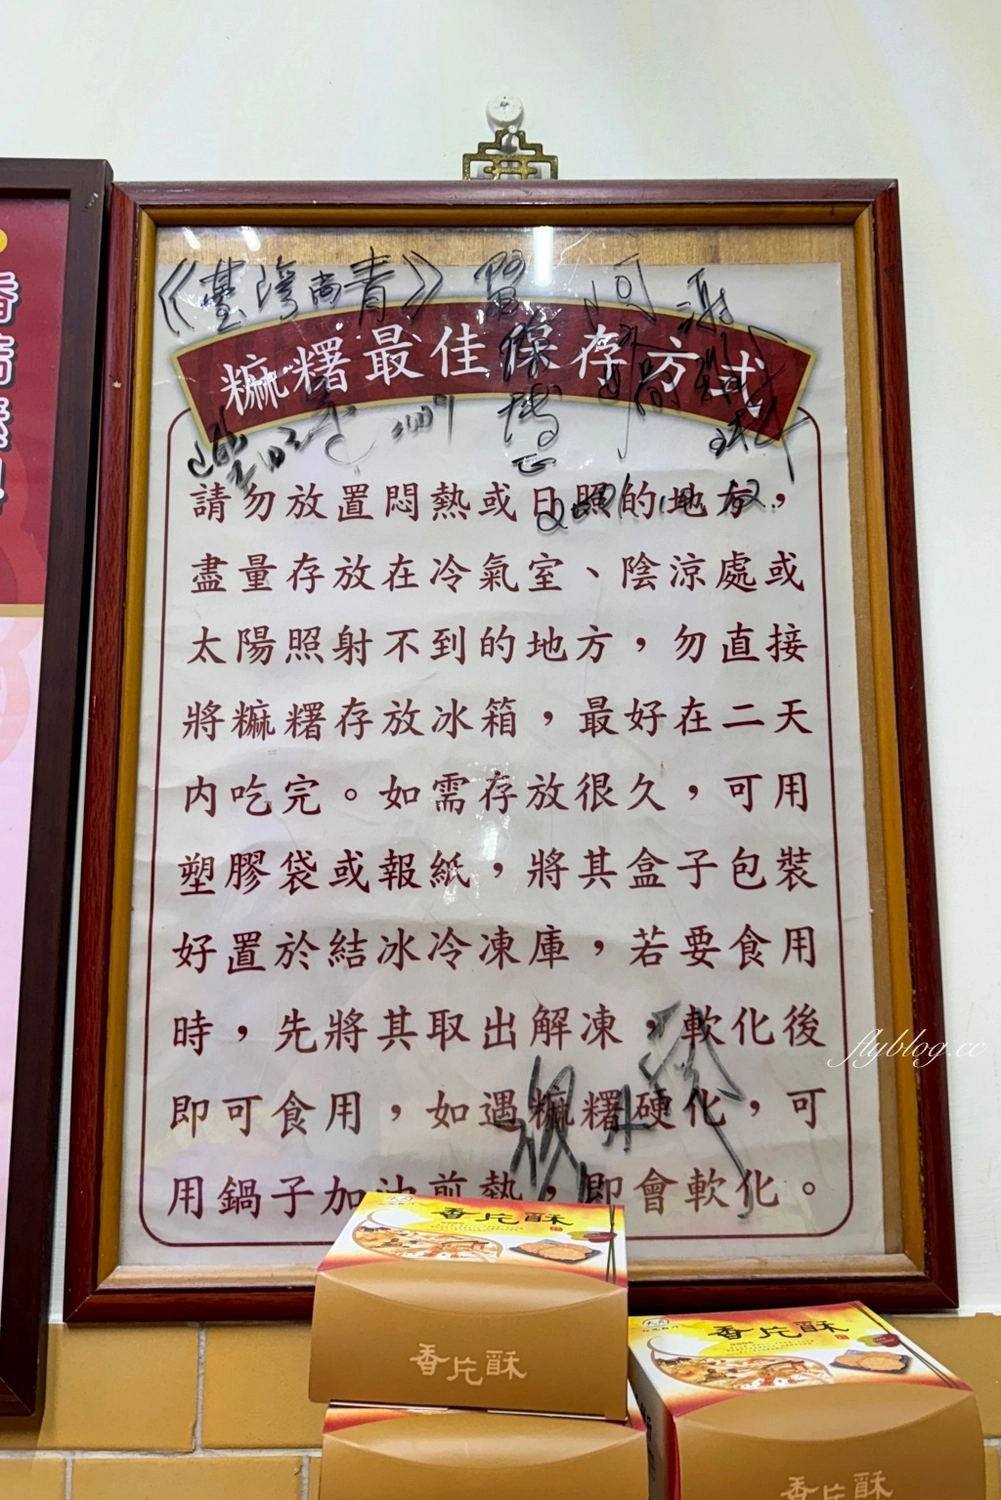 《臺灣尚青》
麻糬最佳保存方式
請勿放置悶熱或日照的地方，
盡量存放在冷氣室、陰涼處或
太陽照射不到的地方，勿直接
將麻糬存放冰箱，最好在二天
內吃完。如需存放很久，可用
塑膠袋或報紙，將其盒子包裝
好置於結冰冷凍庫，若要食用
時，先將其取出解凍，軟化後
即可食用，如遇麻糬硬化，可
用鍋子加油煎熱，即會軟化。
flyblog.cc
香片酥
香片酥
香片酥
香片酥